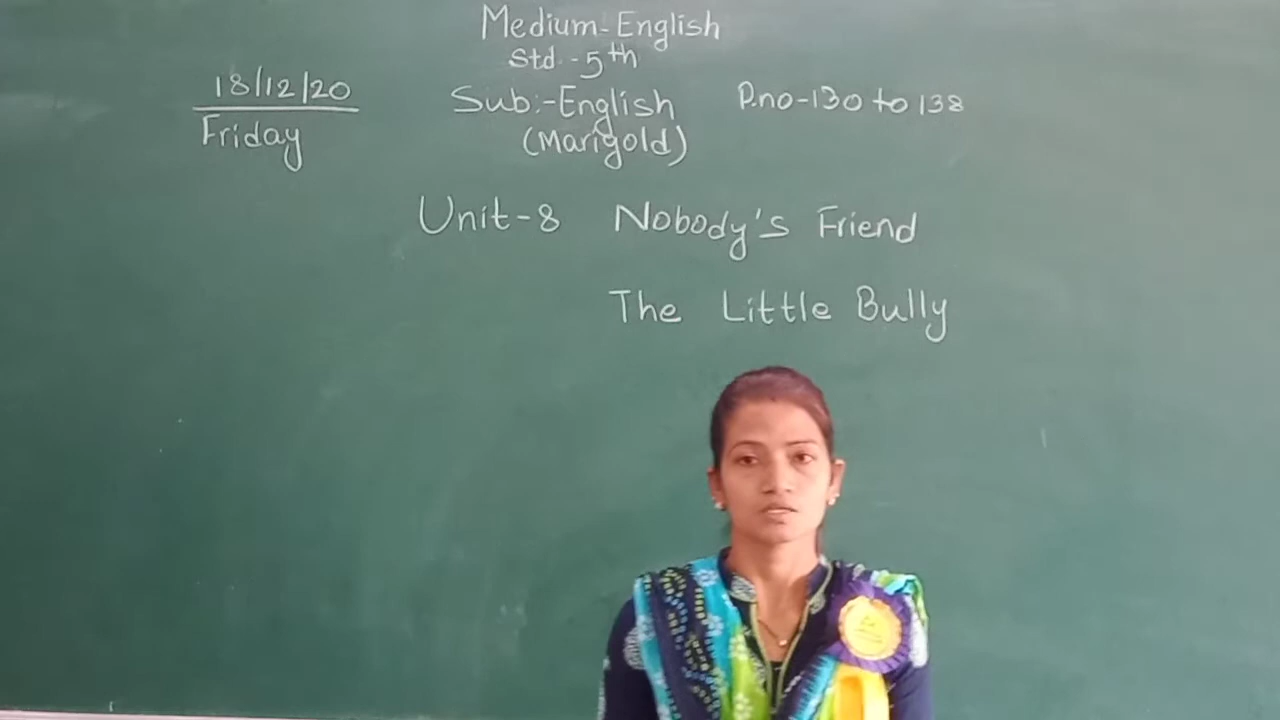 Medium-English
Std.-5th
18/12/20
Friday
Sub:-English
(Marigold)
P.no-130 to 138
Unit-8 Nobody's Friend
The Little Bully